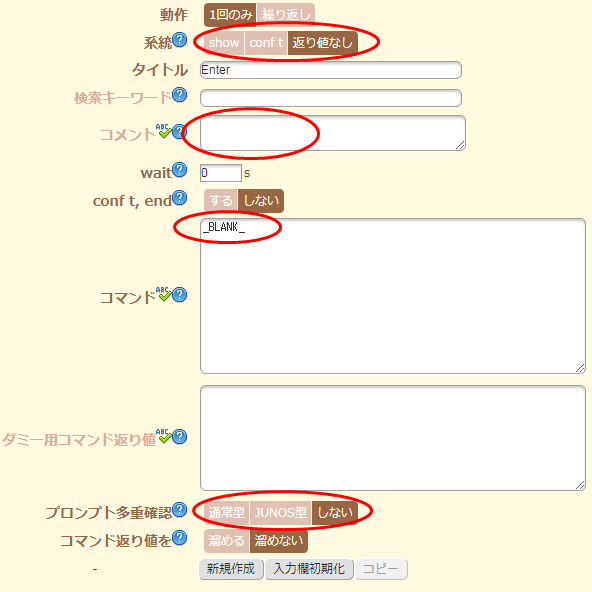 動作 1回のみ 繰り返し
系統 ? show conf t 返り値なし
タイトル Enter
検索キーワード ?
コメント ABC ?
wait ? 0 s
conf t, end ? する しない
_BLANK_
コマンド ABC ?
ダミー用コマンド返り値 ABC ?
プロンプト多重確認 ? 通常型 JUNOS型 しない
コマンド返り値を ? 溜める 溜めない
- 新規作成 入力欄初期化 コピー